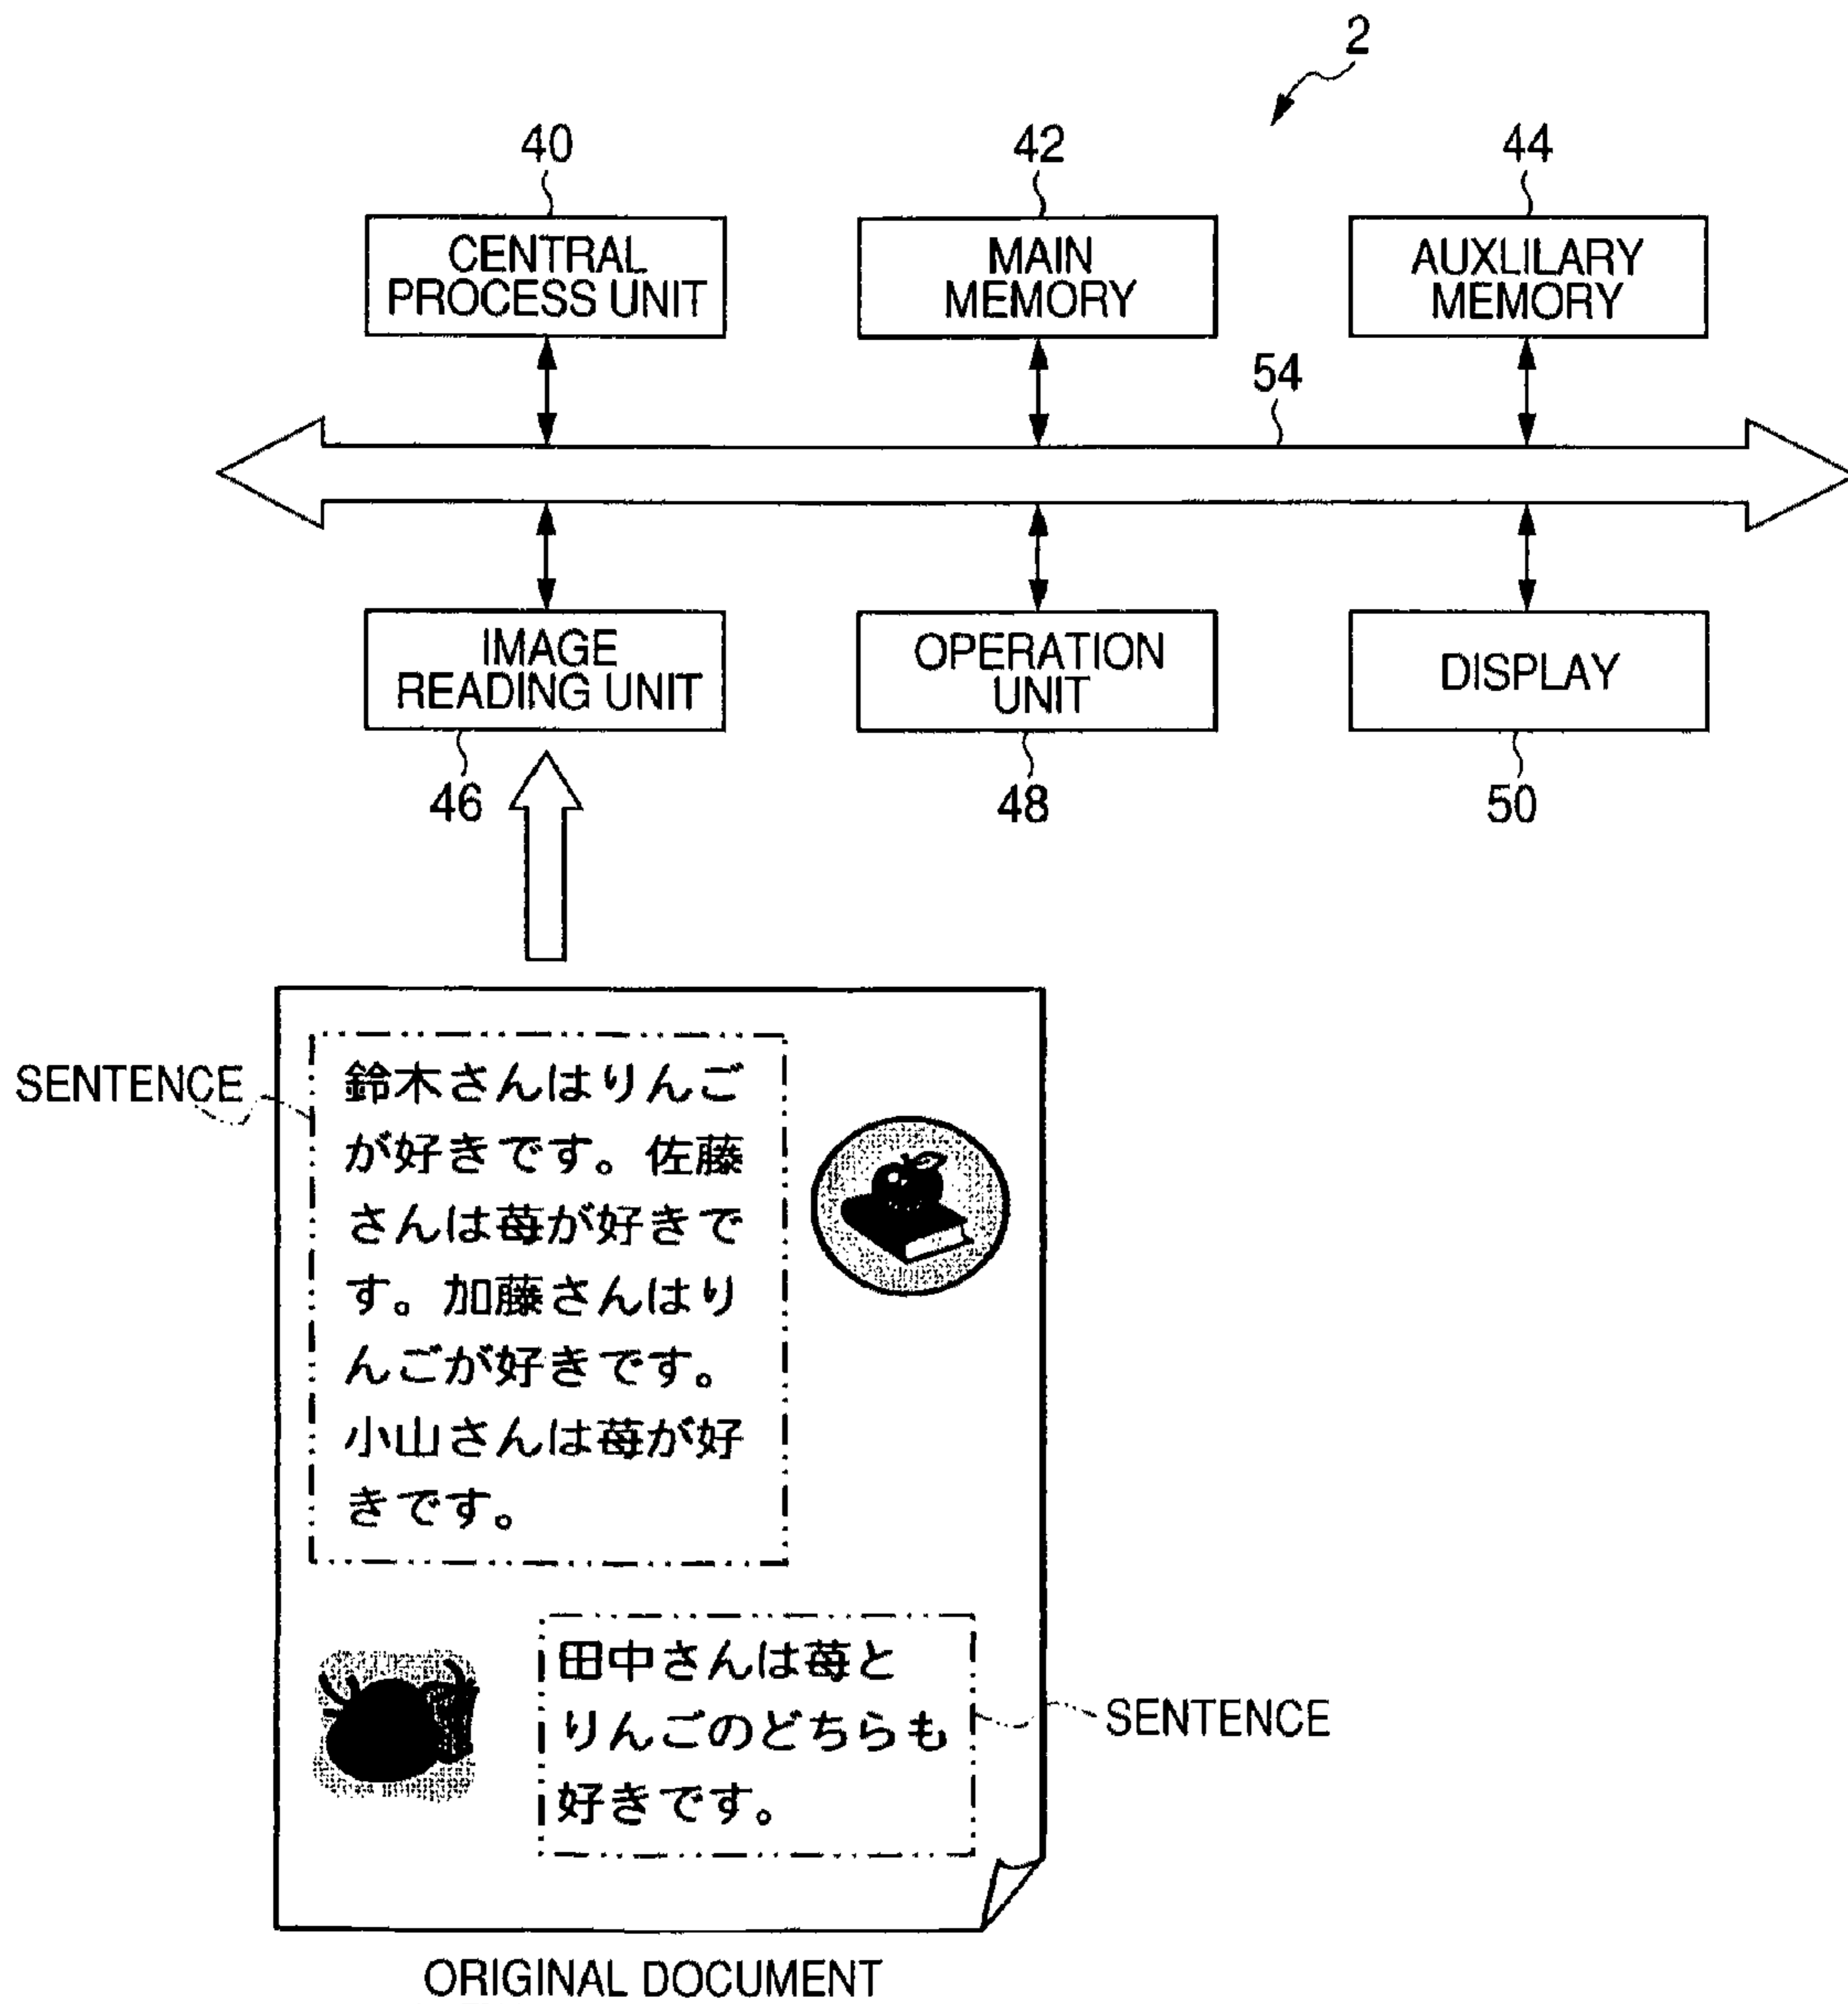 2
40
42
44
CENTRAL
PROCESS UNIT
MAIN
MEMORY
AUXLILARY
MEMORY
54
IMAGE
READING UNIT
OPERATION
UNIT
DISPLAY
46
48
50
SENTENCE
鈴木さんはりんご
が好きです。佐藤
さんは苺が好きで
す。加藤さんはり
んごが好きです。
小山さんは苺が好
きです。
田中さんは苺と
りんごのどちらも
好きです。
SENTENCE
ORIGINAL DOCUMENT